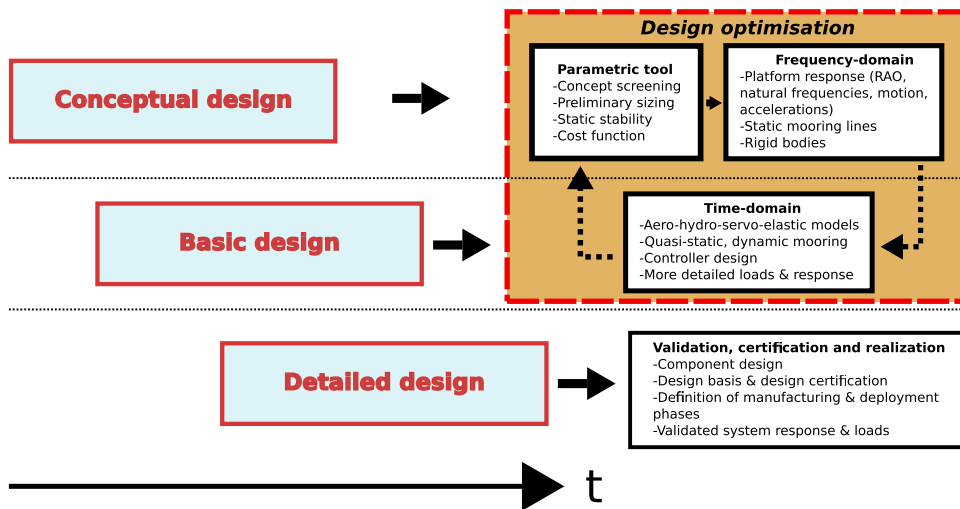 Design optimisation
Conceptual design
Parametric tool
-Concept screening
-Preliminary sizing
-Static stability
-Cost function
Frequency-domain
-Platform response (RAO,
natural frequencies, motion,
accelerations)
-Static mooring lines
-Rigid bodies
Basic design
Time-domain
-Aero-hydro-servo-elastic models
-Quasi-static, dynamic mooring
-Controller design
-More detailed loads & response
Detailed design
Validation, certification and realization
-Component design
-Design basis & design certification
-Definition of manufacturing & deployment
phases
-Validated system response & loads
t